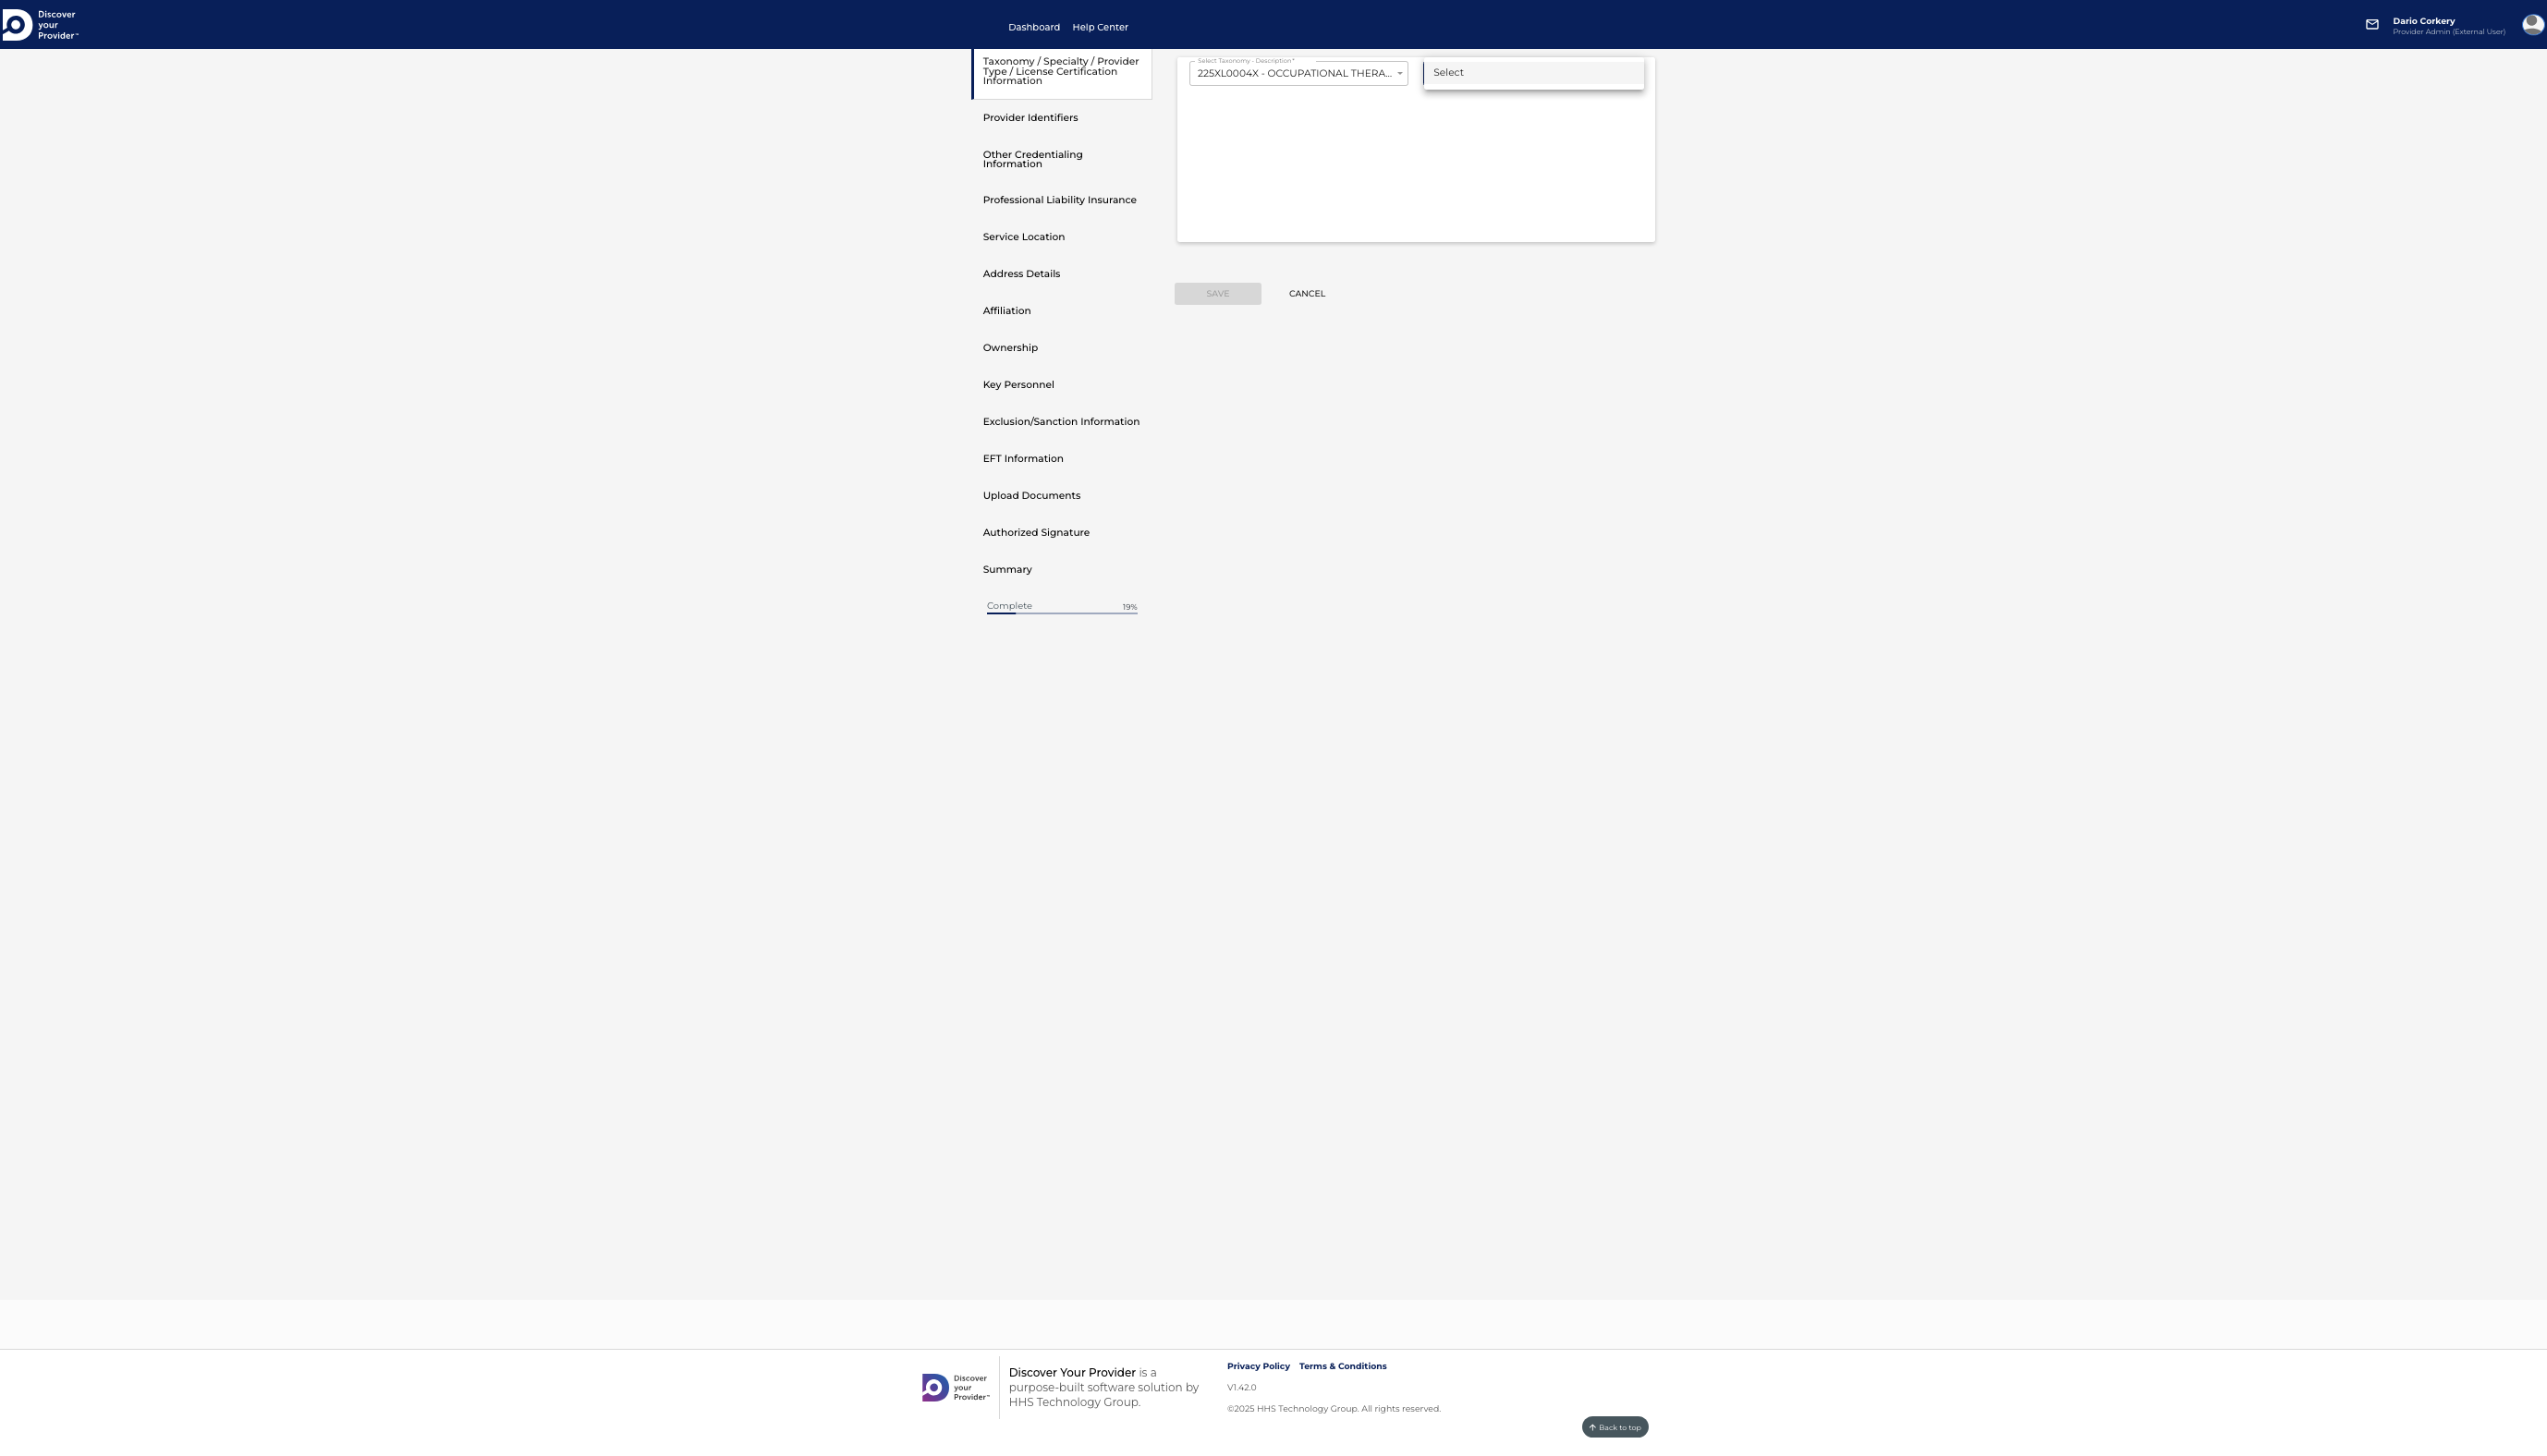 Discover
your
Provider™
Dashboard Help Center
Dario Corkery
Provider Admin (External User)
Taxonomy / Specialty / Provider
Type / License Certification
Information
Provider Identifiers
Other Credentialing
Information
Professional Liability Insurance
Service Location
Address Details
Affiliation
Ownership
Key Personnel
Exclusion/Sanction Information
EFT Information
Upload Documents
Authorized Signature
Summary
Complete 19%
Select Taxonomy - Description*
225XL0004X - OCCUPATIONAL THERA...
Select
SAVE CANCEL
Discover
your
Provider™
Discover Your Provider is a
purpose-built software solution by
HHS Technology Group.
Privacy Policy Terms & Conditions
V1.42.0
©2025 HHS Technology Group. All rights reserved.
Back to top